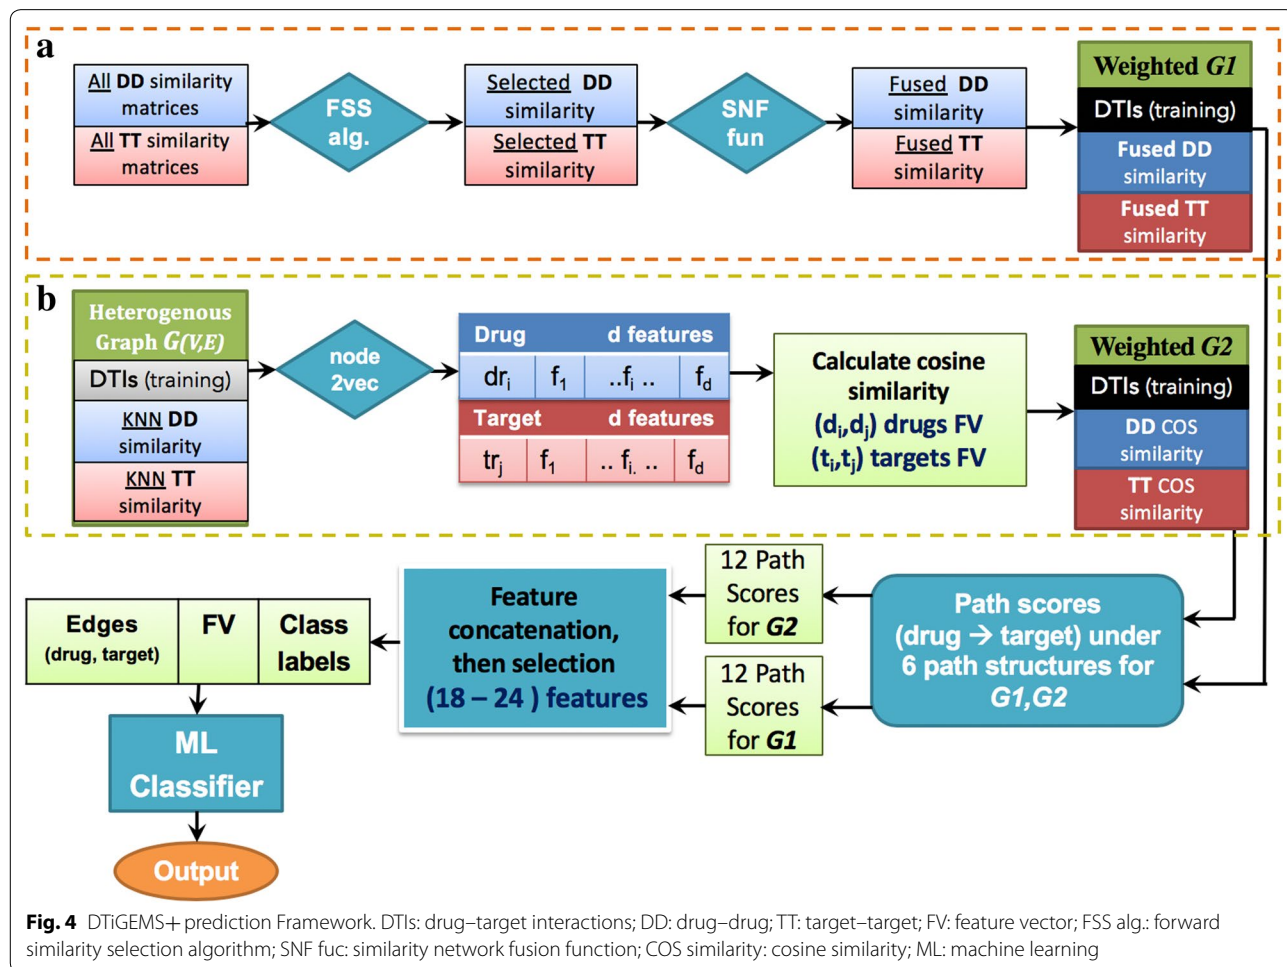 a
All DD similarity
matrices
All TT similarity
matrices
FSS
alg.
Selected DD
similarity
Selected TT
similarity
SNF
fun
Fused DD
similarity
Fused TT
similarity
Weighted G1
DTIs (training)
Fused DD
similarity
Fused TT
similarity
b
Heterogenous
Graph G(V,E)
DTIs (training)
KNN DD
similarity
KNN TT
similarity
node
2vec
Drug d features
dri f1 ..fi .. fd
Target d features
trj f1 .. fi. .. fd
Calculate cosine
similarity
(di,dj) drugs FV
(ti,tj) targets FV
Weighted G2
DTIs (training)
DD COS
similarity
TT COS
similarity
Path scores
(drug → target) under
6 path structures for
G1,G2
12 Path
Scores
for G2
12 Path
Scores
for G1
Feature
concatenation,
then selection
(18 – 24 ) features
Edges
(drug, target)
FV
Class
labels
ML
Classifier
Output
Fig. 4 DTiGEMS+ prediction Framework. DTIs: drug–target interactions; DD: drug–drug; TT: target–target; FV: feature vector; FSS alg.: forward
similarity selection algorithm; SNF fuc: similarity network fusion function; COS similarity: cosine similarity; ML: machine learning